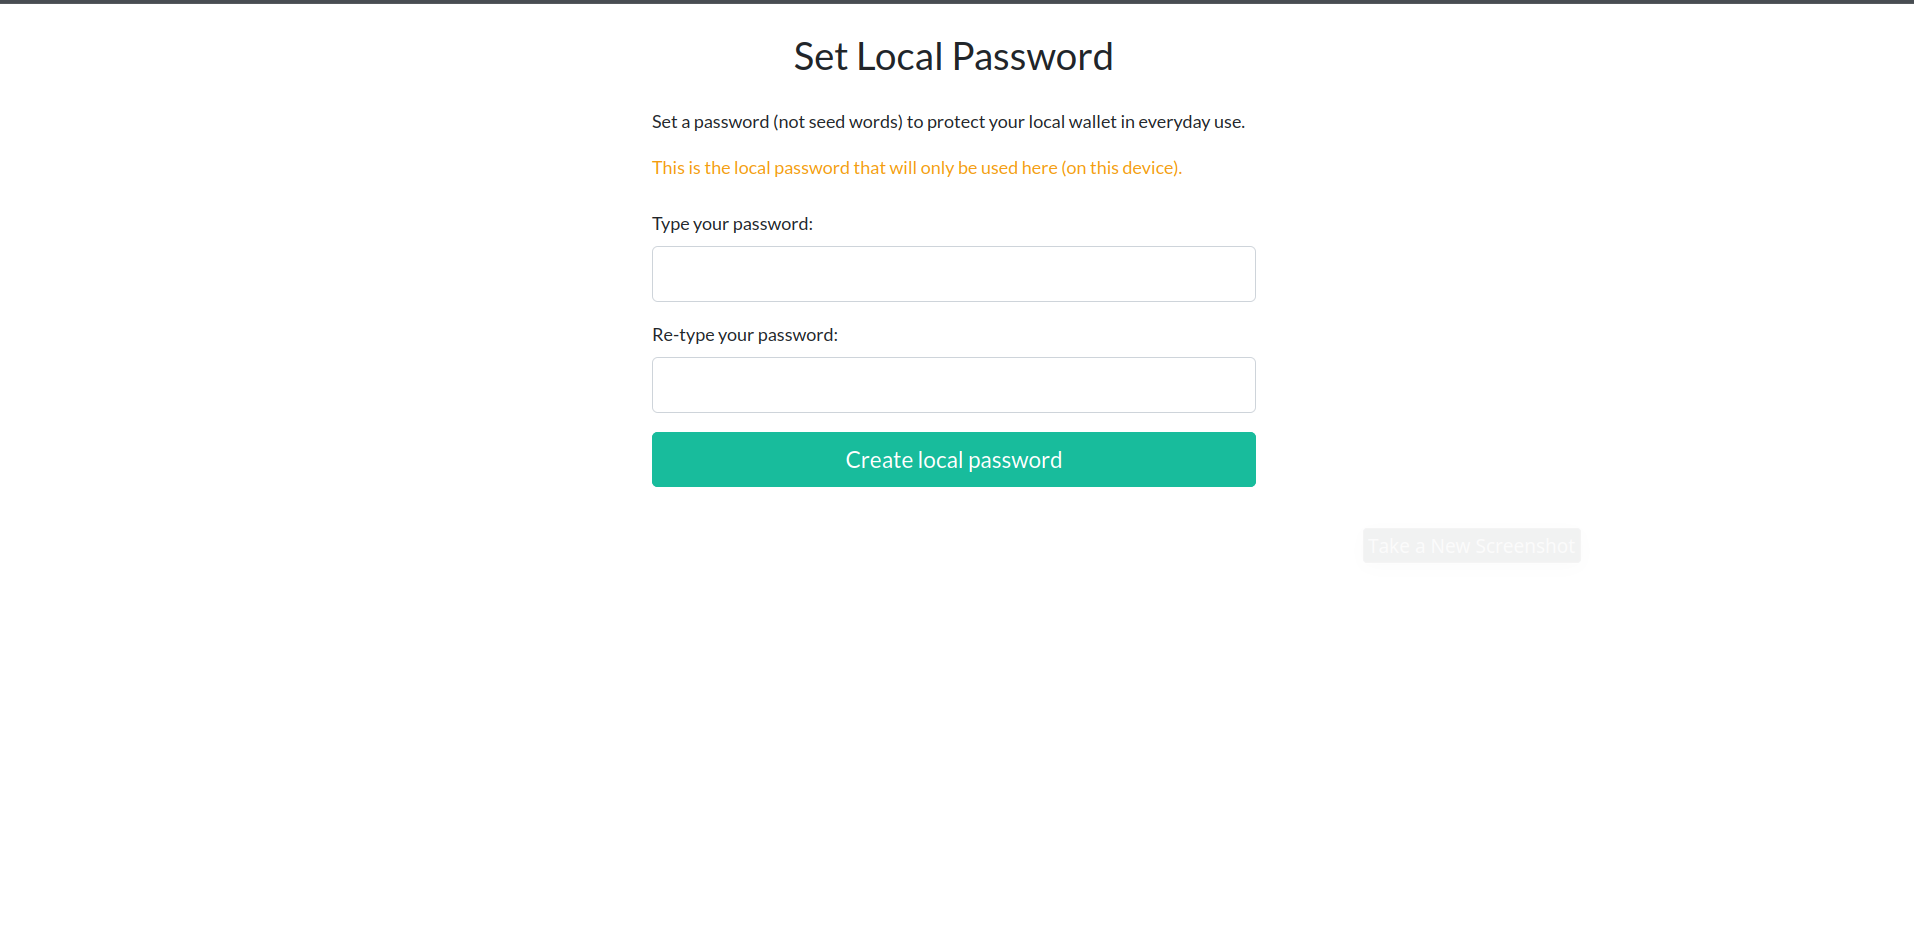 Set Local Password
Set a password (not seed words) to protect your local wallet in everyday use.
This is the local password that will only be used here (on this device).
Type your password:
Re-type your password:
Create local password
Take a New Screenshot